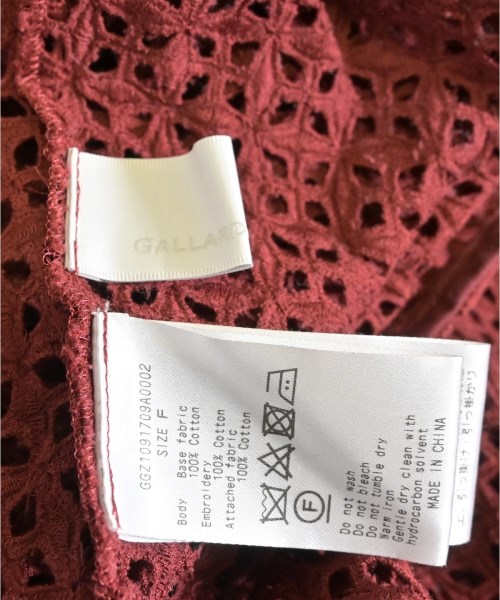 GALLARD
GGZ1091709A0002
SIZE F
Body Base fabric
100% Cotton
Embroidery
100% Cotton
Attached fabric
100% Cotton
F
Do not wash
Do not bleach
Do not tumble dry
Warm iron
Gentle dry clean with
hydrocarbon solvent
MADE IN CHINA